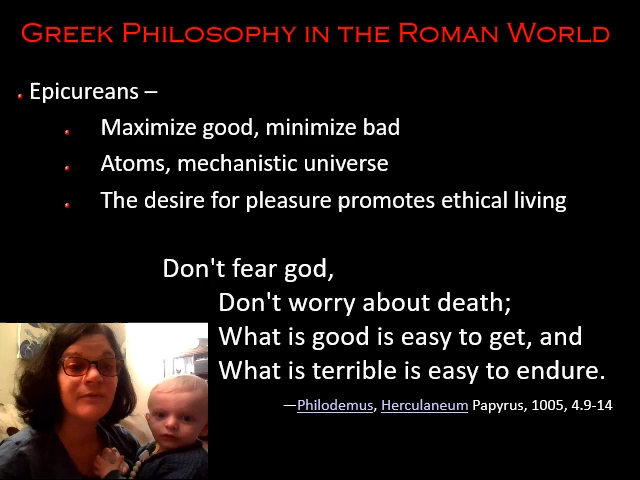 Greek Philosophy in the Roman World
Epicureans –
Maximize good, minimize bad
Atoms, mechanistic universe
The desire for pleasure promotes ethical living
Don't fear god,
Don't worry about death;
What is good is easy to get, and
What is terrible is easy to endure.
—Philodemus, Herculaneum Papyrus, 1005, 4.9-14